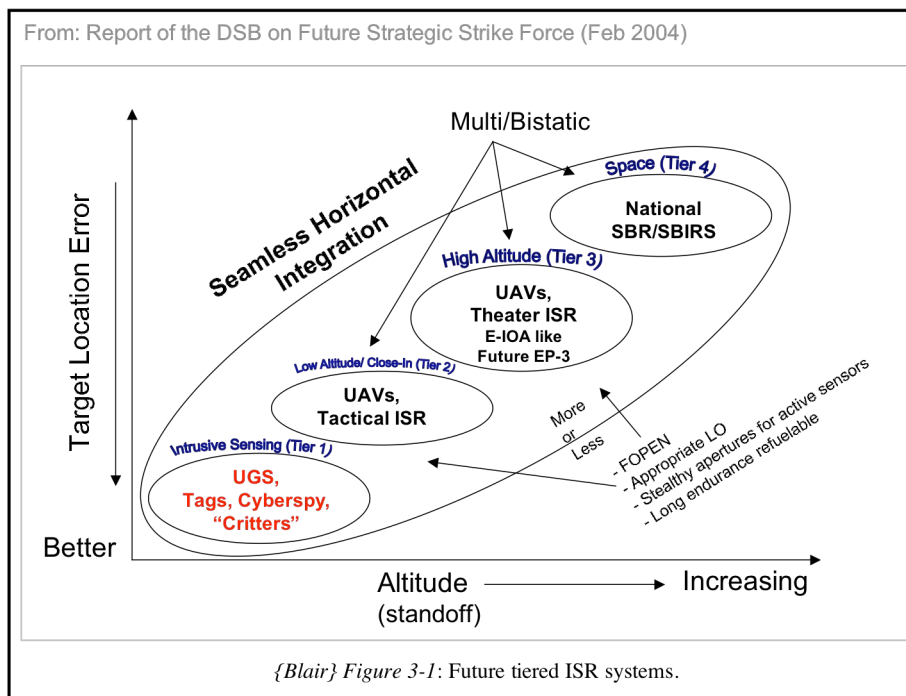 From: Report of the DSB on Future Strategic Strike Force (Feb 2004)
Multi/Bistatic
Seamless Horizontal
Integration
Space (Tier 4)
National
SBR/SBIRS
High Altitude (Tier 3)
UAVs,
Theater ISR
E-IOA like
Future EP-3
Low Altitude/ Close-In (Tier 2)
UAVs,
Tactical ISR
Intrusive Sensing (Tier 1)
UGS,
Tags, Cyberspy,
“Critters”
More
or
Less
- FOPEN
- Appropriate LO
- Stealthy apertures for active sensors
- Long endurance refuelable
Target Location Error
Better
Altitude
(standoff)
Increasing
{Blair} Figure 3-1: Future tiered ISR systems.